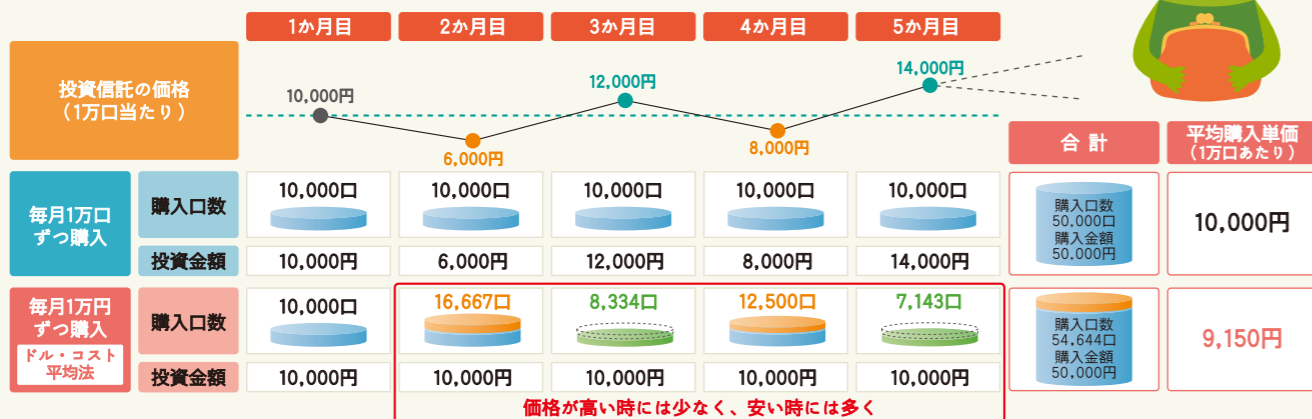 1か月目
2か月目
3か月目
4か月目
5か月目
投資信託の価格
（1万口当たり）
10,000円
6,000円
12,000円
8,000円
14,000円
合計
平均購入単価
（1万口あたり）
毎月1万口
ずつ購入
購入口数
10,000口
10,000口
10,000口
10,000口
10,000口
投資金額
10,000円
6,000円
12,000円
8,000円
14,000円
購入口数
50,000口
購入金額
50,000円
10,000円
毎月1万円
ずつ購入
ドル・コスト
平均法
購入口数
10,000口
16,667口
8,334口
12,500口
7,143口
投資金額
10,000円
10,000円
10,000円
10,000円
10,000円
購入口数
54,644口
購入金額
50,000円
9,150円
価格が高い時には少なく、安い時には多く